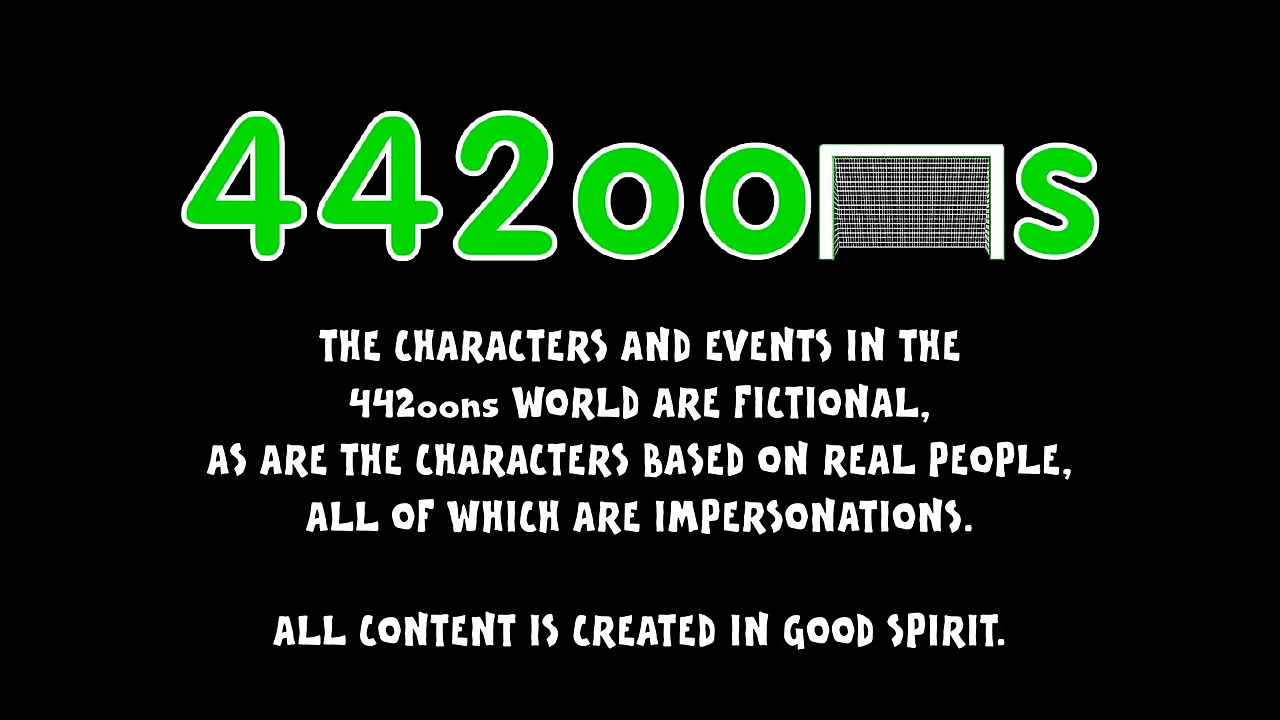 442oons
THE CHARACTERS AND EVENTS IN THE
442oons WORLD ARE FICTIONAL,
AS ARE THE CHARACTERS BASED ON REAL PEOPLE,
ALL OF WHICH ARE IMPERSONATIONS.
ALL CONTENT IS CREATED IN GOOD SPIRIT.